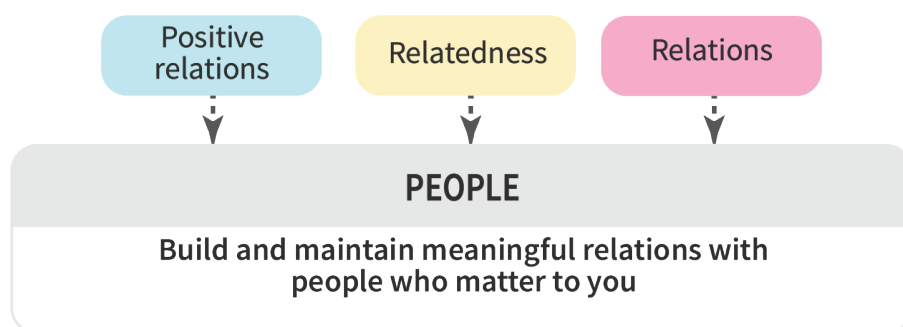 Positive
relations
Relatedness
Relations
PEOPLE
Build and maintain meaningful relations with
people who matter to you